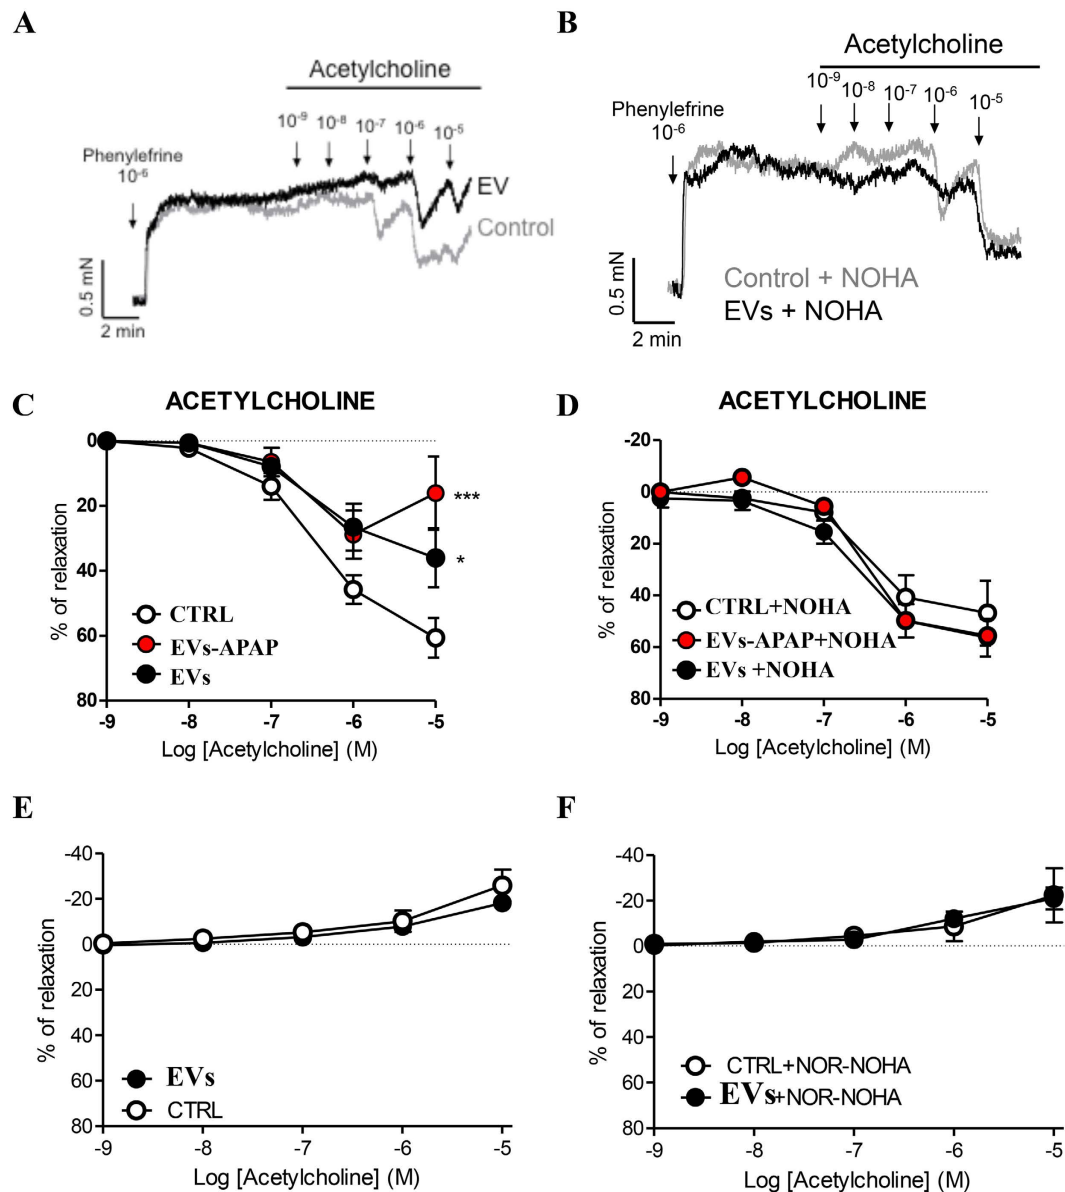 A
Acetylcholine
10-9 10-8 10-7 10-6 10-5
Phenylefrine
10-6
EV
Control
0.5 mN
2 min
B
Acetylcholine
10-9 10-8 10-7 10-6 10-5
Phenylefrine
10-6
0.5 mN
Control + NOHA
EVs + NOHA
2 min
C
ACETYLCHOLINE
% of relaxation
0
20
40
60
80
***
*
CTRL
EVs-APAP
EVs
-9 -8 -7 -6 -5
Log [Acetylcholine] (M)
D
ACETYLCHOLINE
% of relaxation
-20
0
20
40
60
80
CTRL+NOHA
EVs-APAP+NOHA
EVs +NOHA
-9 -8 -7 -6 -5
Log [Acetylcholine] (M)
E
% of relaxation
-40
-20
0
20
40
60
80
EVs
CTRL
-9 -8 -7 -6 -5
Log [Acetylcholine] (M)
F
% of relaxation
-40
-20
0
20
40
60
80
CTRL+NOR-NOHA
EVs+NOR-NOHA
-9 -8 -7 -6 -5
Log [Acetylcholine] (M)